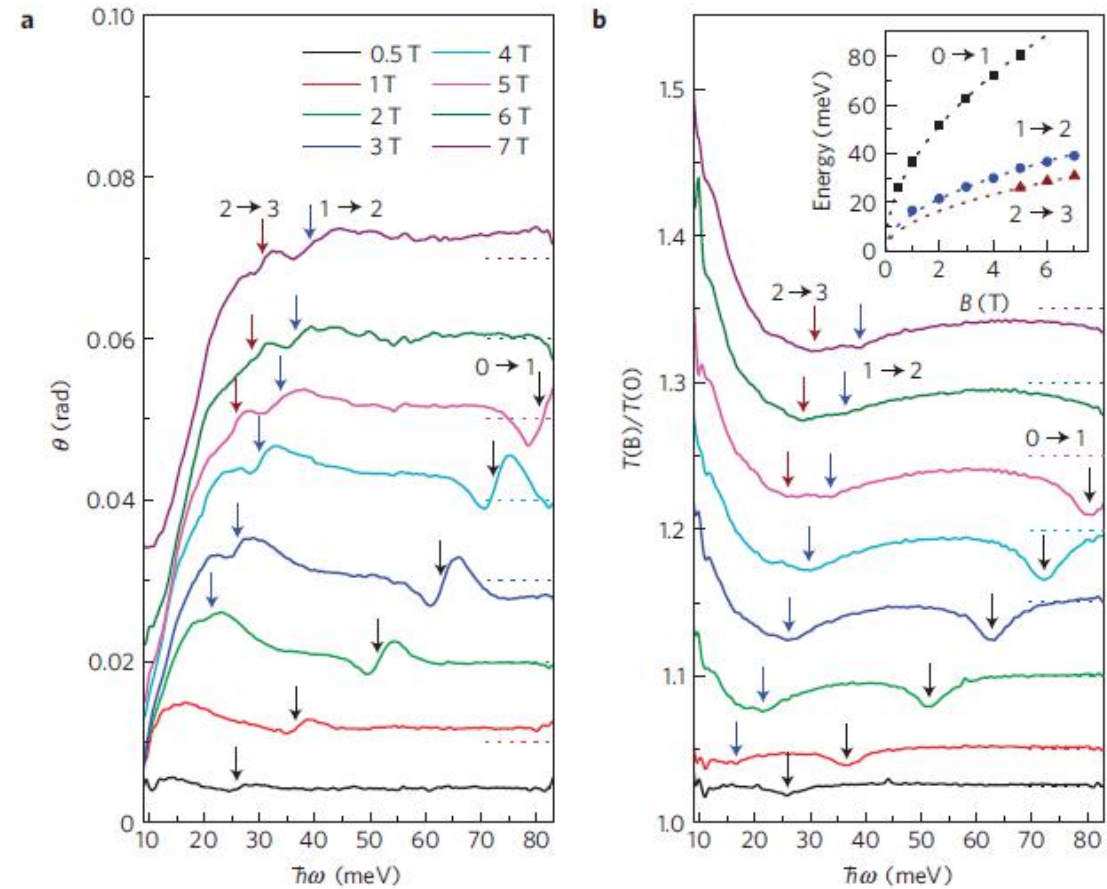 a
0.10
0.08
0.06
0.04
0.02
0
θ (rad)
10 20 30 40 50 60 70 80
ħω (meV)
0.5 T
1 T
2 T
3 T
4 T
5 T
6 T
7 T
2→3
1→2
0→1
b
1.5
1.4
1.3
1.2
1.1
1.0
T(B)/T(0)
10 20 30 40 50 60 70 80
ħω (meV)
2→3
1→2
0→1
80
60
40
20
0
Energy (meV)
0 2 4 6
B (T)
0→1
1→2
2→3